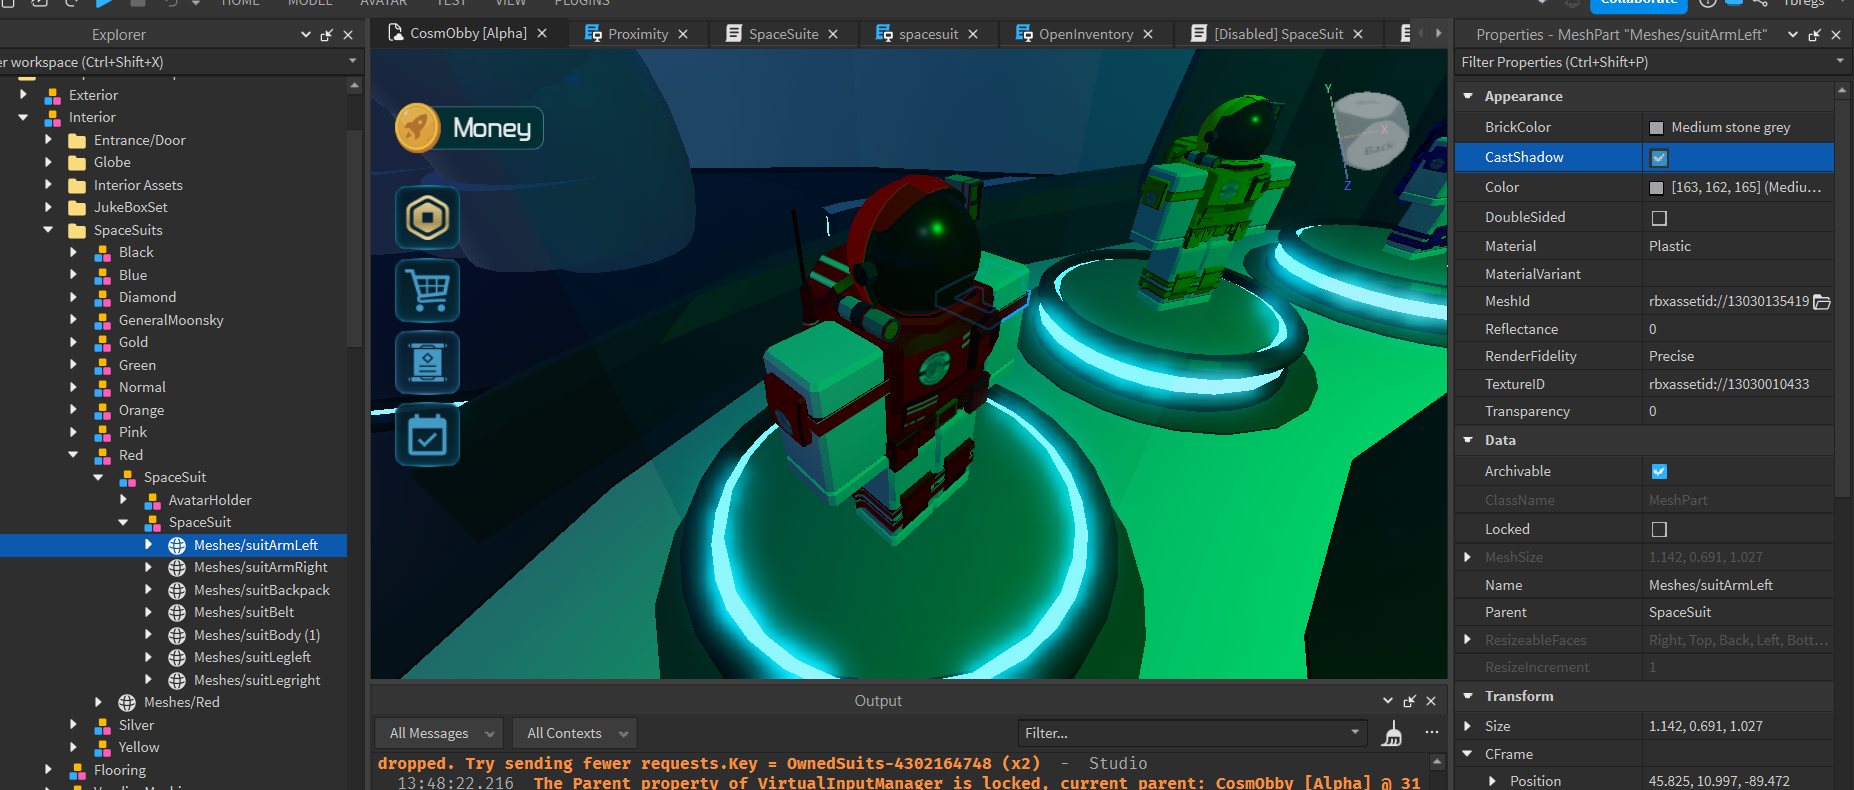 HOME MODEL AVATAR TEST VIEW PLUGINS Collaborate
Explorer
er workspace (Ctrl+Shift+X)
Exterior
Interior
Entrance/Door
Globe
Interior Assets
JukeBoxSet
SpaceSuits
Black
Blue
Diamond
GeneralMoonsky
Gold
Green
Normal
Orange
Pink
Red
SpaceSuit
AvatarHolder
SpaceSuit
Meshes/suitArmLeft
Meshes/suitArmRight
Meshes/suitBackpack
Meshes/suitBelt
Meshes/suitBody (1)
Meshes/suitLegleft
Meshes/suitLegright
Meshes/Red
Silver
Yellow
Flooring
CosmObby [Alpha] Proximity SpaceSuite spacesuit OpenInventory [Disabled] SpaceSuit
Money
Y
X
Back
Z
Output
All Messages All Contexts Filter...
dropped. Try sending fewer requests.Key = OwnedSuits-4302164748 (x2) - Studio
13:48:22.216 The Parent property of VirtualInputManager is locked, current parent: CosmObby [Alpha] @ 31
Properties - MeshPart "Meshes/suitArmLeft"
Filter Properties (Ctrl+Shift+P)
Appearance
BrickColor Medium stone grey
CastShadow
Color [163, 162, 165] (Mediu...
DoubleSided
Material Plastic
MaterialVariant
MeshId rbxassetid://13030135419
Reflectance 0
RenderFidelity Precise
TextureID rbxassetid://13030010433
Transparency 0
Data
Archivable
ClassName MeshPart
Locked
MeshSize 1.142, 0.691, 1.027
Name Meshes/suitArmLeft
Parent SpaceSuit
ResizeableFaces Right, Top, Back, Left, Bott...
ResizeIncrement 1
Transform
Size 1.142, 0.691, 1.027
CFrame
Position 45.825, 10.997, -89.472